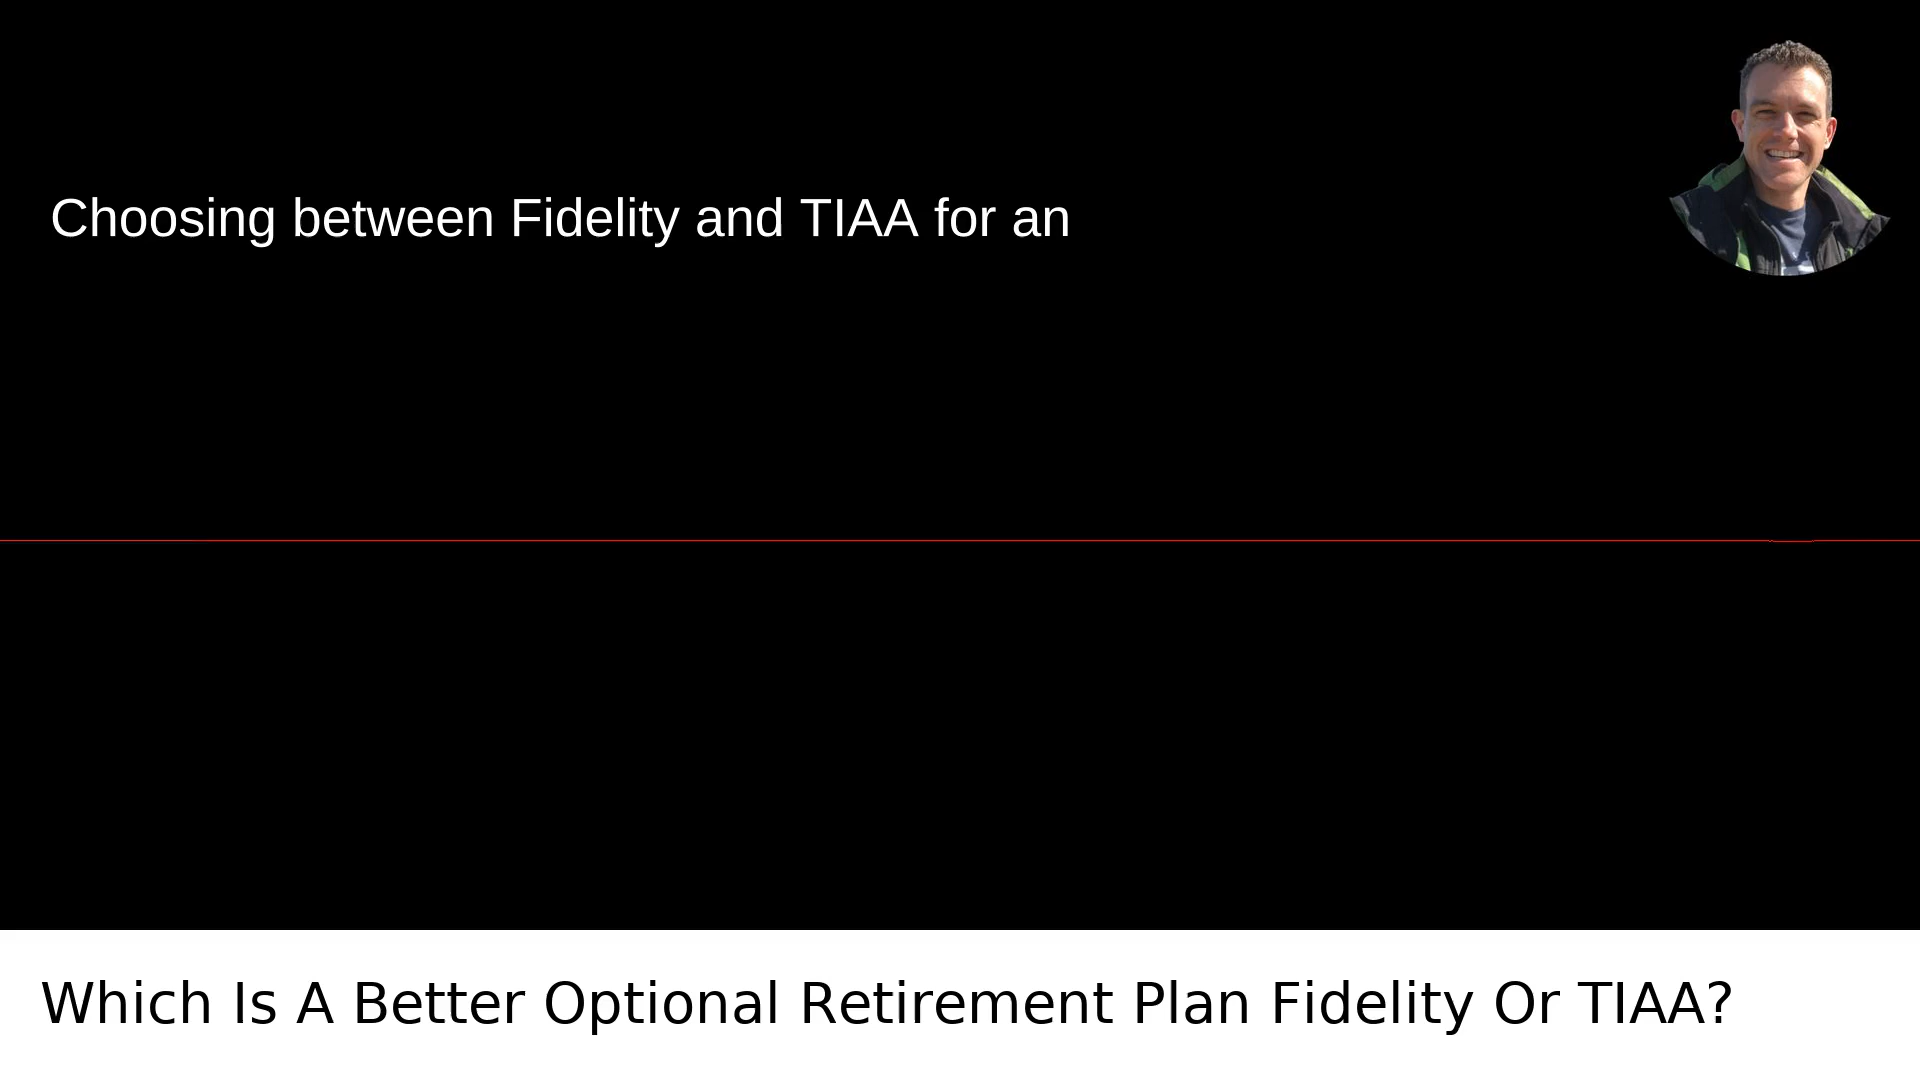 Choosing between Fidelity and TIAA for an
Which Is A Better Optional Retirement Plan Fidelity Or TIAA?